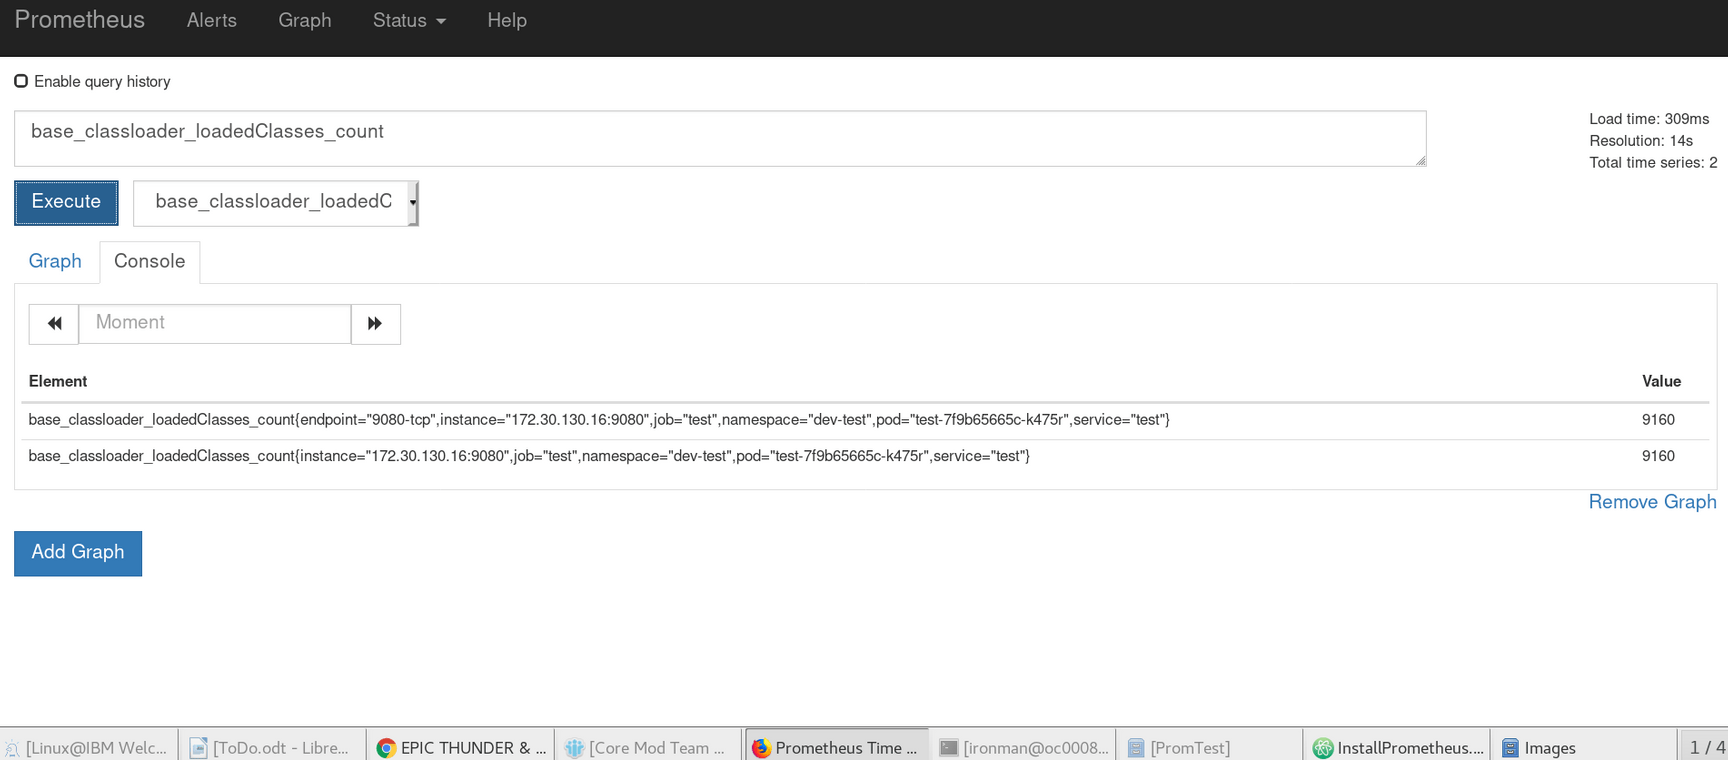 Prometheus Alerts Graph Status Help
Enable query history
base_classloader_loadedClasses_count
Load time: 309ms
Resolution: 14s
Total time series: 2
Execute base_classloader_loadedC
Graph Console
Moment
Element Value
base_classloader_loadedClasses_count{endpoint="9080-tcp",instance="172.30.130.16:9080",job="test",namespace="dev-test",pod="test-7f9b65665c-k475r",service="test"} 9160
base_classloader_loadedClasses_count{instance="172.30.130.16:9080",job="test",namespace="dev-test",pod="test-7f9b65665c-k475r",service="test"} 9160
Remove Graph
Add Graph
[Linux@IBM Welc... [ToDo.odt - Libre... EPIC THUNDER & ... [Core Mod Team ... Prometheus Time ... [ironman@oc0008... [PromTest] InstallPrometheus.... Images 1 / 4